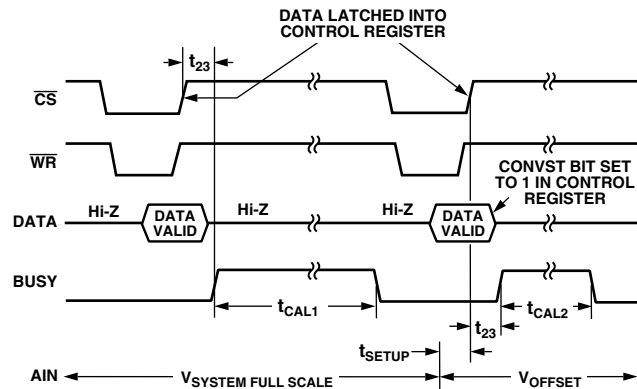 DATA LATCHED INTO
CONTROL REGISTER
t23
CS
WR
CONVST BIT SET
TO 1 IN CONTROL
REGISTER
DATA
Hi-Z
DATA
VALID
Hi-Z
Hi-Z
DATA
VALID
BUSY
tCAL1
t23
tCAL2
tSETUP
AIN
VSYSTEM FULL SCALE
VOFFSET